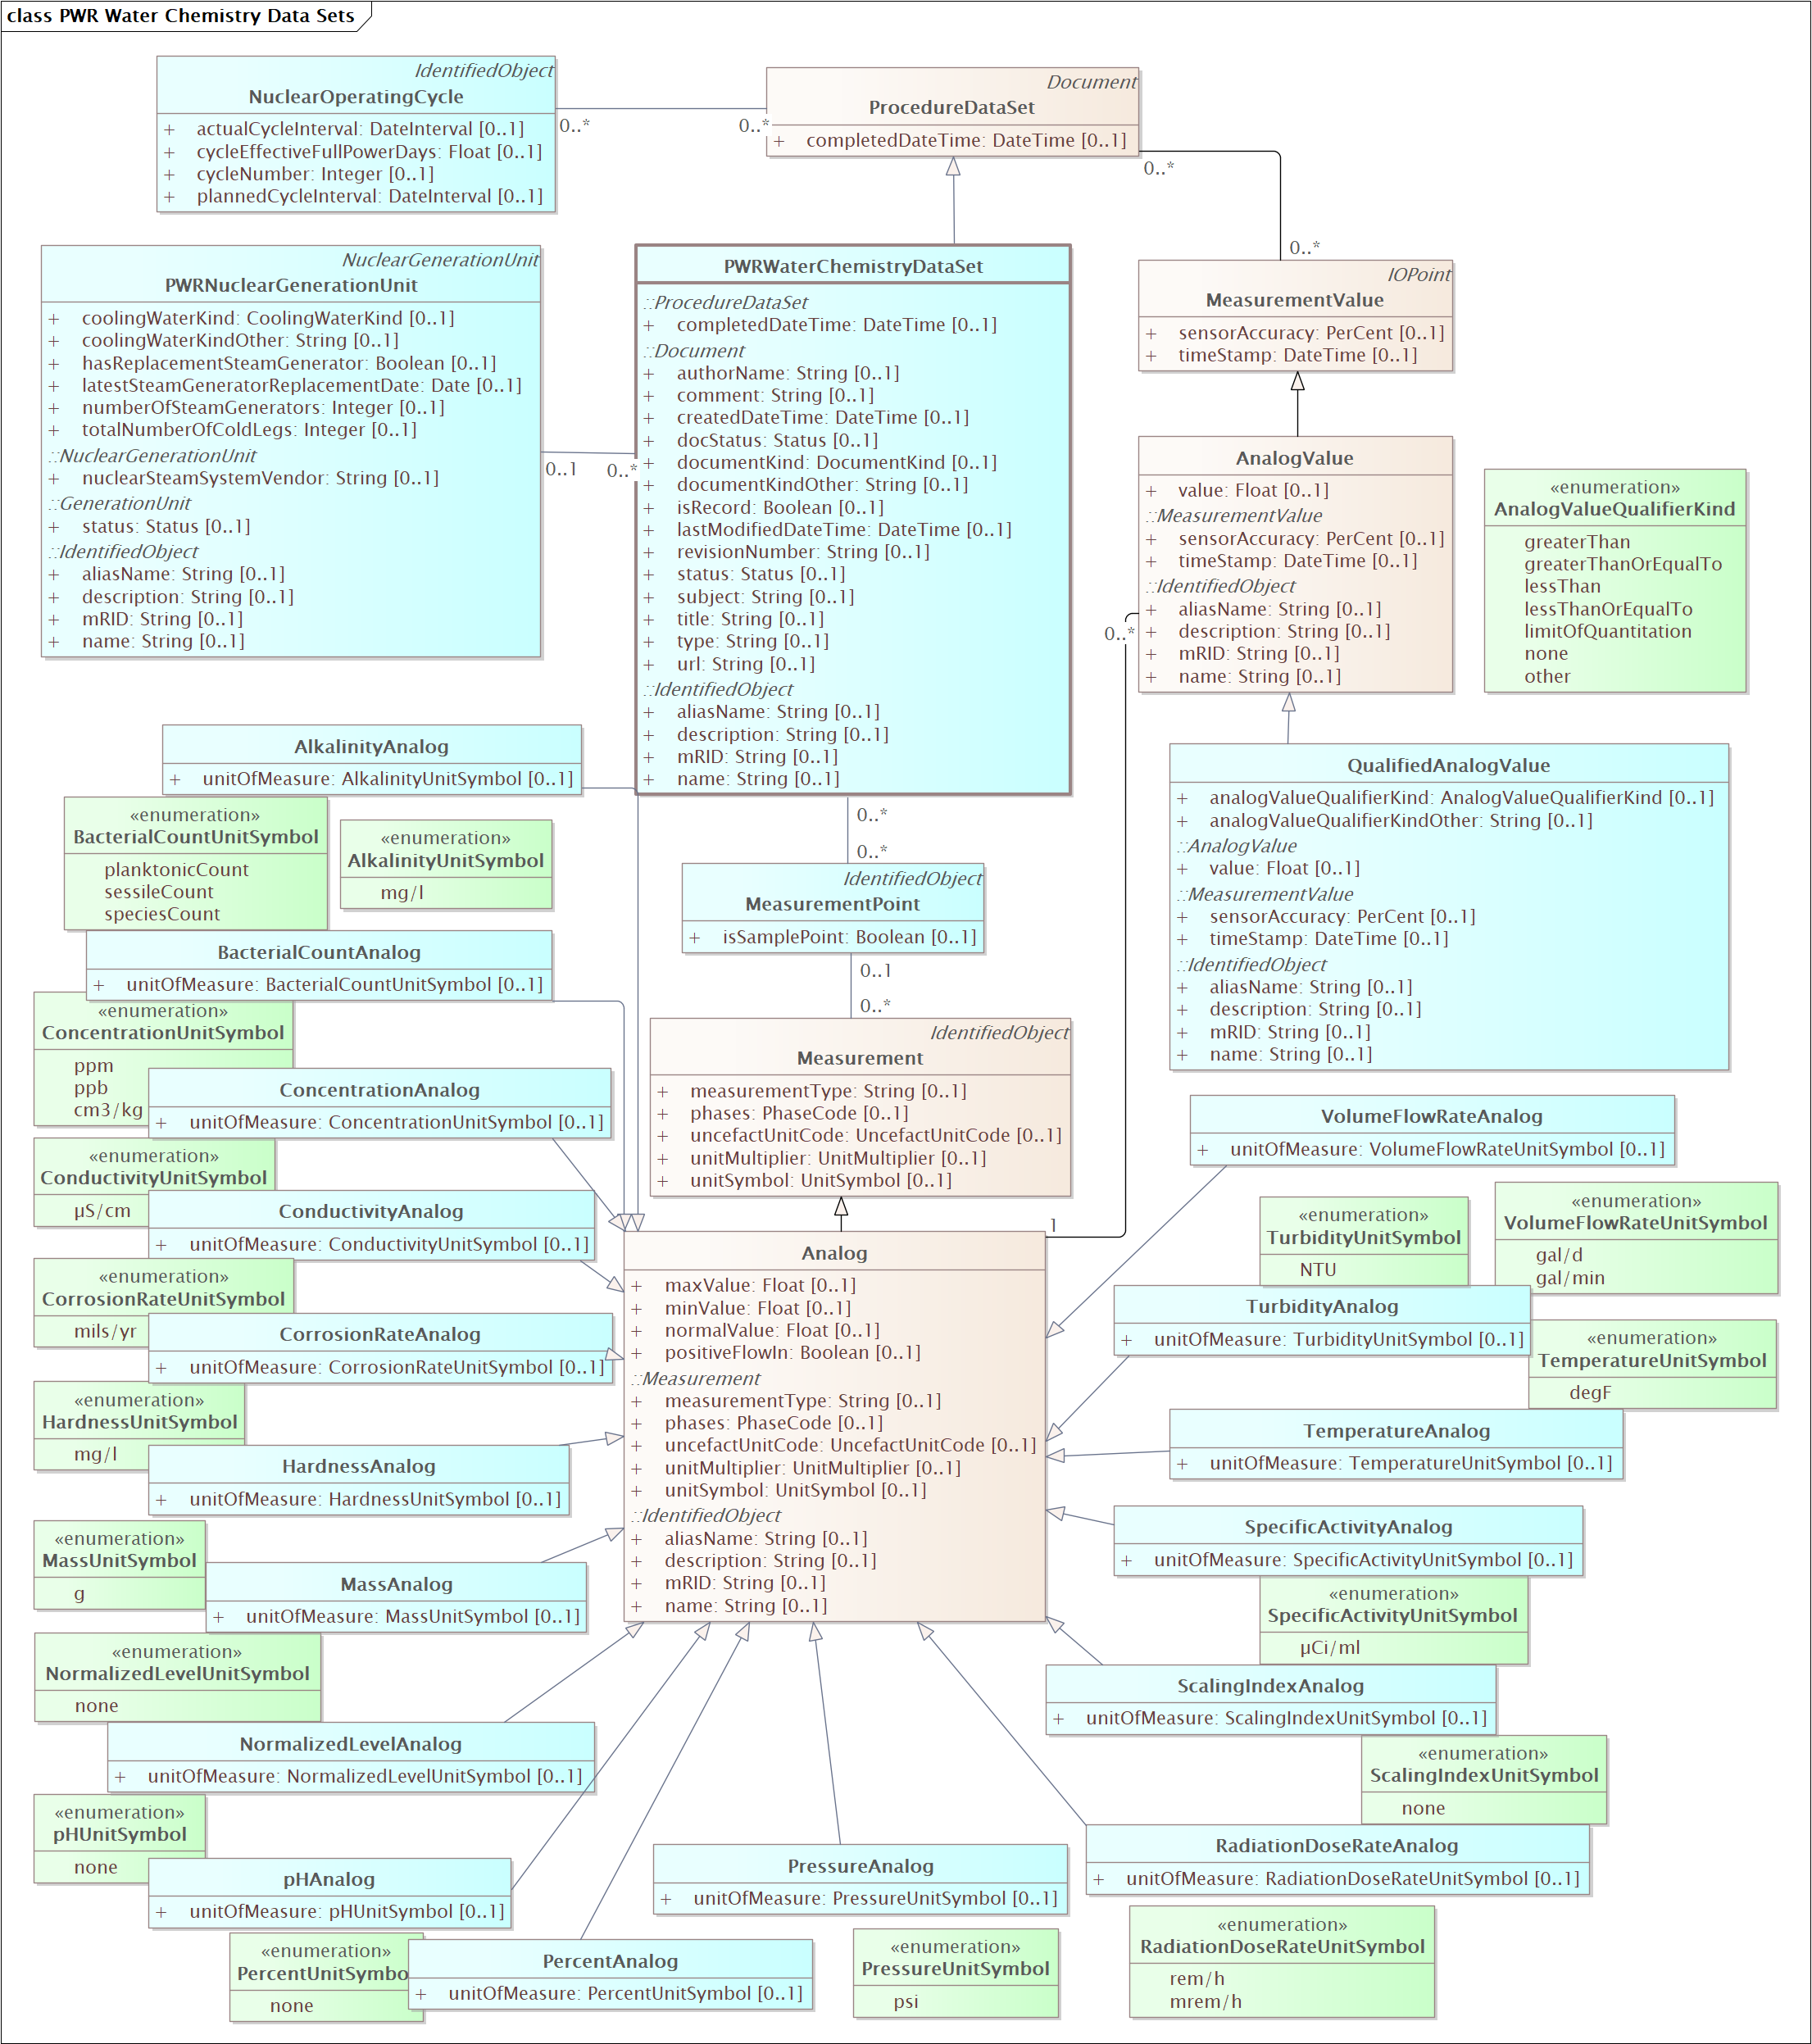 class PWR Water Chemistry Data Sets
IdentifiedObject
NuclearOperatingCycle
+ actualCycleInterval: DateInterval [0..1]
+ cycleEffectiveFullPowerDays: Float [0..1]
+ cycleNumber: Integer [0..1]
+ plannedCycleInterval: DateInterval [0..1]
0..*
0..*
Document
ProcedureDataSet
+ completedDateTime: DateTime [0..1]
0..*
0..*
NuclearGenerationUnit
PWRNuclearGenerationUnit
+ coolingWaterKind: CoolingWaterKind [0..1]
+ coolingWaterKindOther: String [0..1]
+ hasReplacementSteamGenerator: Boolean [0..1]
+ latestSteamGeneratorReplacementDate: Date [0..1]
+ numberOfSteamGenerators: Integer [0..1]
+ totalNumberOfColdLegs: Integer [0..1]
::NuclearGenerationUnit
+ nuclearSteamSystemVendor: String [0..1]
::GenerationUnit
+ status: Status [0..1]
::IdentifiedObject
+ aliasName: String [0..1]
+ description: String [0..1]
+ mRID: String [0..1]
+ name: String [0..1]
0..1
0..*
PWRWaterChemistryDataSet
::ProcedureDataSet
+ completedDateTime: DateTime [0..1]
::Document
+ authorName: String [0..1]
+ comment: String [0..1]
+ createdDateTime: DateTime [0..1]
+ docStatus: Status [0..1]
+ documentKind: DocumentKind [0..1]
+ documentKindOther: String [0..1]
+ isRecord: Boolean [0..1]
+ lastModifiedDateTime: DateTime [0..1]
+ revisionNumber: String [0..1]
+ status: Status [0..1]
+ subject: String [0..1]
+ title: String [0..1]
+ type: String [0..1]
+ url: String [0..1]
::IdentifiedObject
+ aliasName: String [0..1]
+ description: String [0..1]
+ mRID: String [0..1]
+ name: String [0..1]
IOPoint
MeasurementValue
+ sensorAccuracy: PerCent [0..1]
+ timeStamp: DateTime [0..1]
AnalogValue
+ value: Float [0..1]
::MeasurementValue
+ sensorAccuracy: PerCent [0..1]
+ timeStamp: DateTime [0..1]
::IdentifiedObject
+ aliasName: String [0..1]
+ description: String [0..1]
+ mRID: String [0..1]
+ name: String [0..1]
0..*
«enumeration»
AnalogValueQualifierKind
greaterThan
greaterThanOrEqualTo
lessThan
lessThanOrEqualTo
limitOfQuantitation
none
other
QualifiedAnalogValue
+ analogValueQualifierKind: AnalogValueQualifierKind [0..1]
+ analogValueQualifierKindOther: String [0..1]
::AnalogValue
+ value: Float [0..1]
::MeasurementValue
+ sensorAccuracy: PerCent [0..1]
+ timeStamp: DateTime [0..1]
::IdentifiedObject
+ aliasName: String [0..1]
+ description: String [0..1]
+ mRID: String [0..1]
+ name: String [0..1]
AlkalinityAnalog
+ unitOfMeasure: AlkalinityUnitSymbol [0..1]
«enumeration»
BacterialCountUnitSymbol
planktonicCount
sessileCount
speciesCount
«enumeration»
AlkalinityUnitSymbol
mg/l
0..*
0..*
IdentifiedObject
MeasurementPoint
+ isSamplePoint: Boolean [0..1]
0..1
0..*
BacterialCountAnalog
+ unitOfMeasure: BacterialCountUnitSymbol [0..1]
«enumeration»
ConcentrationUnitSymbol
ppm
ppb
cm3/kg
ConcentrationAnalog
+ unitOfMeasure: ConcentrationUnitSymbol [0..1]
IdentifiedObject
Measurement
+ measurementType: String [0..1]
+ phases: PhaseCode [0..1]
+ uncefactUnitCode: UncefactUnitCode [0..1]
+ unitMultiplier: UnitMultiplier [0..1]
+ unitSymbol: UnitSymbol [0..1]
«enumeration»
ConductivityUnitSymbol
µS/cm
ConductivityAnalog
+ unitOfMeasure: ConductivityUnitSymbol [0..1]
«enumeration»
CorrosionRateUnitSymbol
mils/yr
CorrosionRateAnalog
+ unitOfMeasure: CorrosionRateUnitSymbol [0..1]
«enumeration»
HardnessUnitSymbol
mg/l
HardnessAnalog
+ unitOfMeasure: HardnessUnitSymbol [0..1]
1
Analog
+ maxValue: Float [0..1]
+ minValue: Float [0..1]
+ normalValue: Float [0..1]
+ positiveFlowIn: Boolean [0..1]
::Measurement
+ measurementType: String [0..1]
+ phases: PhaseCode [0..1]
+ uncefactUnitCode: UncefactUnitCode [0..1]
+ unitMultiplier: UnitMultiplier [0..1]
+ unitSymbol: UnitSymbol [0..1]
::IdentifiedObject
+ aliasName: String [0..1]
+ description: String [0..1]
+ mRID: String [0..1]
+ name: String [0..1]
VolumeFlowRateAnalog
+ unitOfMeasure: VolumeFlowRateUnitSymbol [0..1]
«enumeration»
TurbidityUnitSymbol
NTU
«enumeration»
VolumeFlowRateUnitSymbol
gal/d
gal/min
TurbidityAnalog
+ unitOfMeasure: TurbidityUnitSymbol [0..1]
«enumeration»
TemperatureUnitSymbol
degF
TemperatureAnalog
+ unitOfMeasure: TemperatureUnitSymbol [0..1]
SpecificActivityAnalog
+ unitOfMeasure: SpecificActivityUnitSymbol [0..1]
«enumeration»
SpecificActivityUnitSymbol
µCi/ml
«enumeration»
MassUnitSymbol
g
MassAnalog
+ unitOfMeasure: MassUnitSymbol [0..1]
«enumeration»
NormalizedLevelUnitSymbol
none
NormalizedLevelAnalog
+ unitOfMeasure: NormalizedLevelUnitSymbol [0..1]
ScalingIndexAnalog
+ unitOfMeasure: ScalingIndexUnitSymbol [0..1]
«enumeration»
ScalingIndexUnitSymbol
none
«enumeration»
pHUnitSymbol
none
pHAnalog
+ unitOfMeasure: pHUnitSymbol [0..1]
PressureAnalog
+ unitOfMeasure: PressureUnitSymbol [0..1]
RadiationDoseRateAnalog
+ unitOfMeasure: RadiationDoseRateUnitSymbol [0..1]
«enumeration»
PercentUnitSymbo
none
PercentAnalog
+ unitOfMeasure: PercentUnitSymbol [0..1]
«enumeration»
PressureUnitSymbol
psi
«enumeration»
RadiationDoseRateUnitSymbol
rem/h
mrem/h